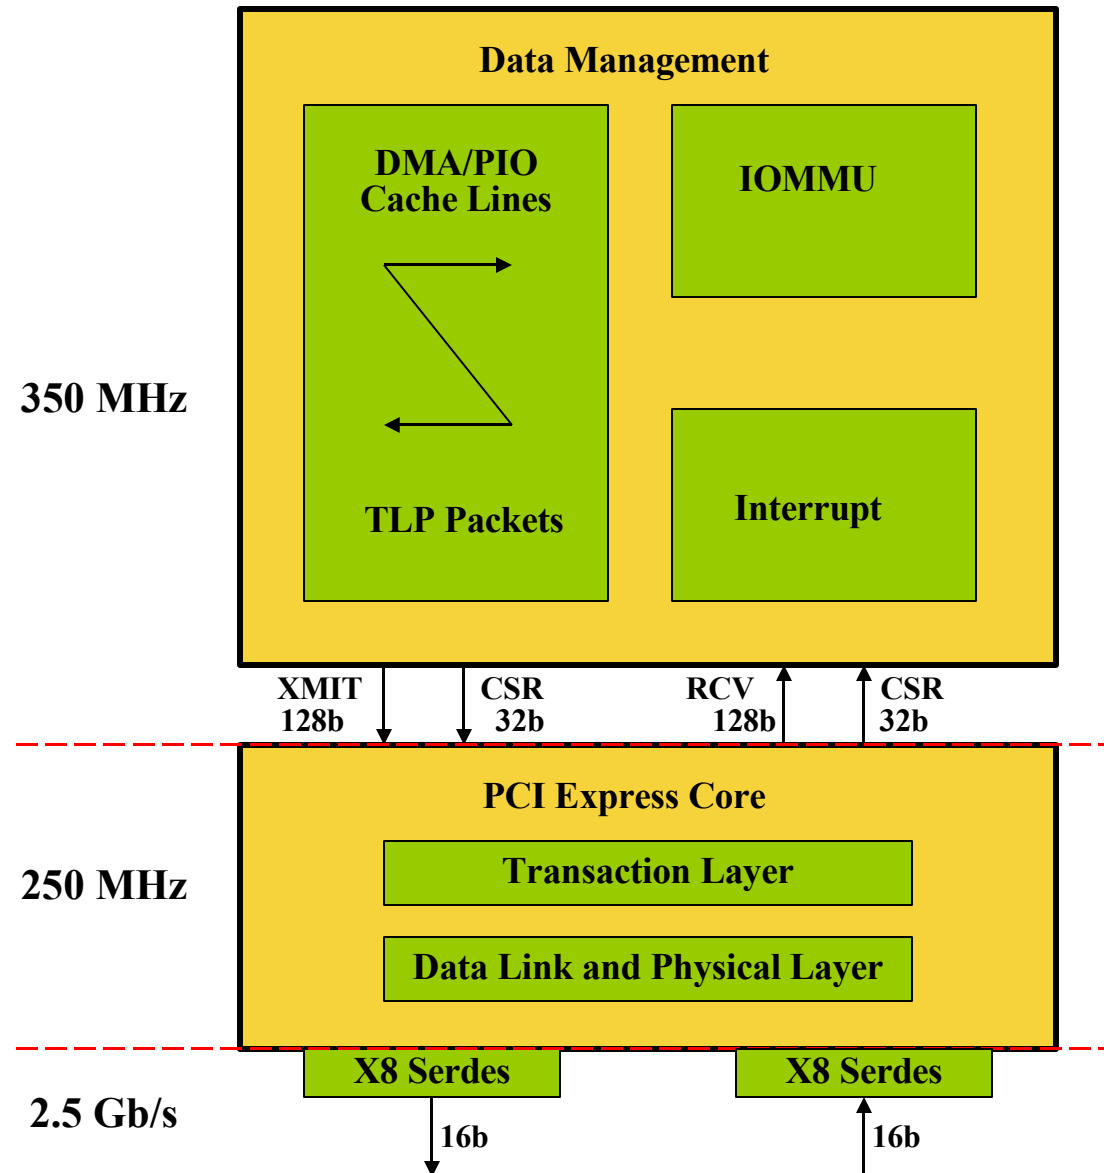 Data Management
DMA/PIO
Cache Lines
IOMMU
350 MHz
TLP Packets
Interrupt
XMIT
128b
CSR
32b
RCV
128b
CSR
32b
PCI Express Core
Transaction Layer
250 MHz
Data Link and Physical Layer
X8 Serdes
X8 Serdes
2.5 Gb/s
16b
16b